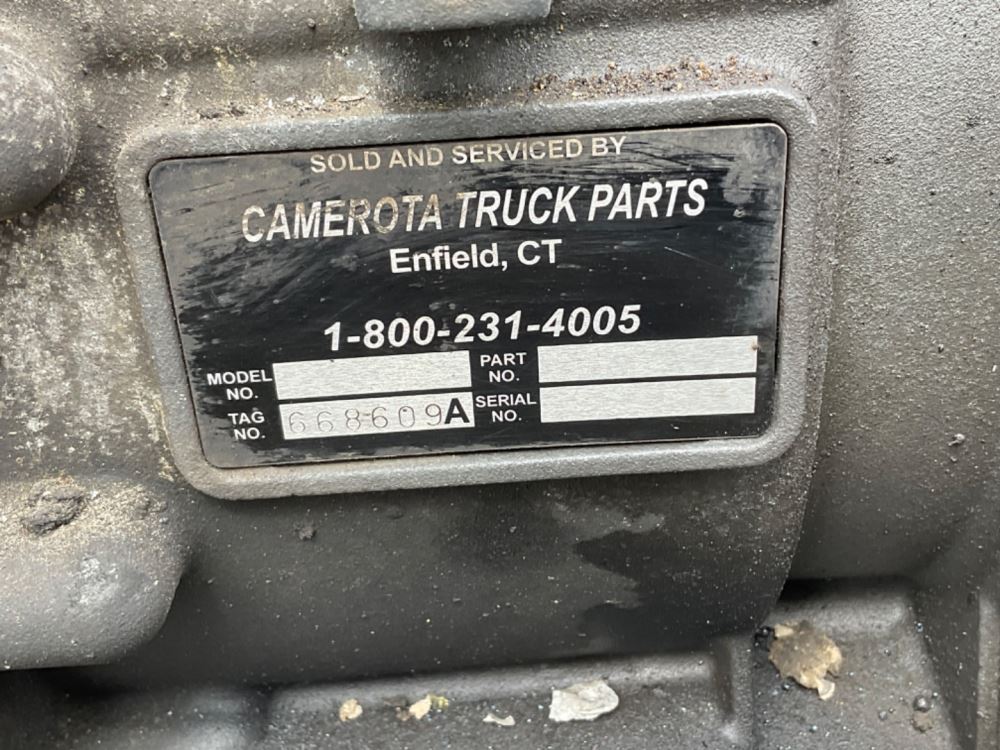 SOLD AND SERVICED BY
CAMEROTA TRUCK PARTS
Enfield, CT
1-800-231-4005
MODEL NO.
PART NO.
TAG NO. 668609A
SERIAL NO.